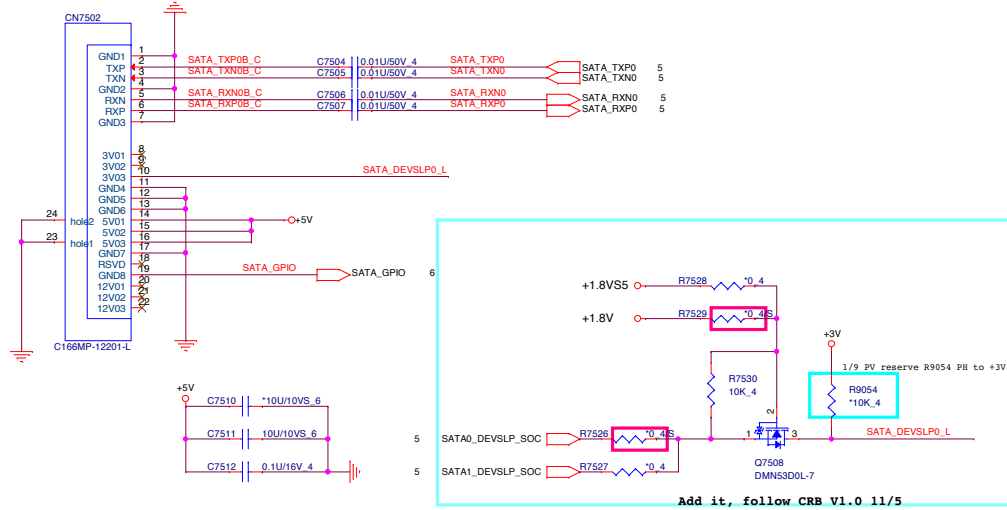 CN7502
GND1 1
TXP 2 SATA_TXP0B_C C7504 0.01U/50V_4 SATA_TXP0 SATA_TXP0 5
TXN 3 SATA_TXN0B_C C7505 0.01U/50V_4 SATA_TXN0 SATA_TXN0 5
GND2 4
RXN 5 SATA_RXN0B_C C7506 0.01U/50V_4 SATA_RXN0 SATA_RXN0 5
RXP 6 SATA_RXP0B_C C7507 0.01U/50V_4 SATA_RXP0 SATA_RXP0 5
GND3 7
3V01 8
3V02 9
3V03 10 SATA_DEVSLP0_L
GND4 11
GND5 12
GND6 13
24 hole2 5V01 14 +5V
5V02 15
23 hole1 5V03 16
GND7 17
RSVD 18
GND8 19 SATA_GPIO SATA_GPIO 6
12V01 20
12V02 21
12V03 22
C166MP-12201-L
+1.8VS5 R7528 *0_4
+1.8V R7529 *0_4/S
+3V
1/9 PV reserve R9054 PH to +3V
R7530
10K_4
R9054
*10K_4
+5V
C7510 *10U/10VS_6
C7511 10U/10VS_6
C7512 0.1U/16V_4
5 SATA0_DEVSLP_SOC R7526 *0_4/S 1 2 3 SATA_DEVSLP0_L
5 SATA1_DEVSLP_SOC R7527 *0_4
Q7508
DMN53D0L-7
Add it, follow CRB V1.0 11/5